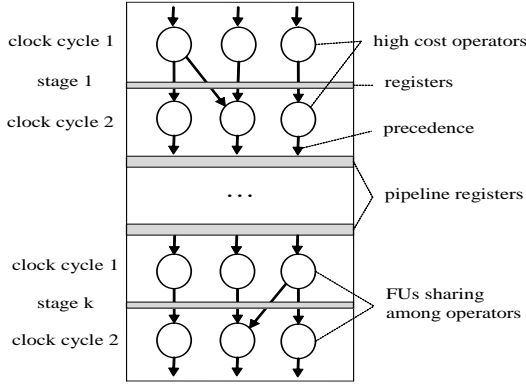 clock cycle 1
high cost operators
stage 1
registers
clock cycle 2
precedence
...
pipeline registers
clock cycle 1
stage k
FUs sharing
among operators
clock cycle 2